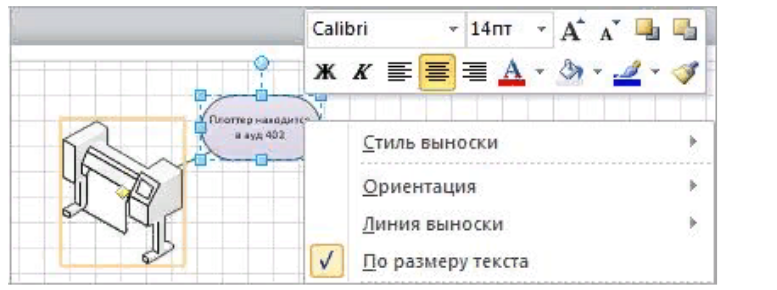 Calibri 14пт А А
Ж К А
Плоттер находится
в ауд 402
Стиль выноски
Ориентация
Линия выноски
По размеру текста